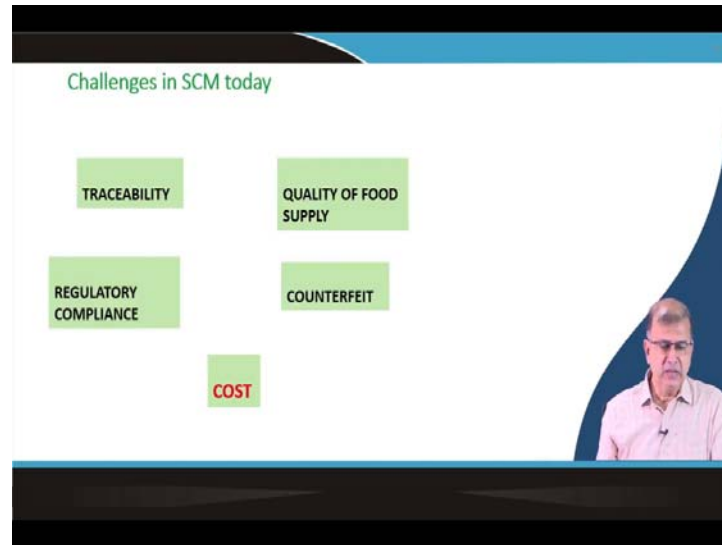 Challenges in SCM today
TRACEABILITY
QUALITY OF FOOD
SUPPLY
REGULATORY
COMPLIANCE
COUNTERFEIT
COST